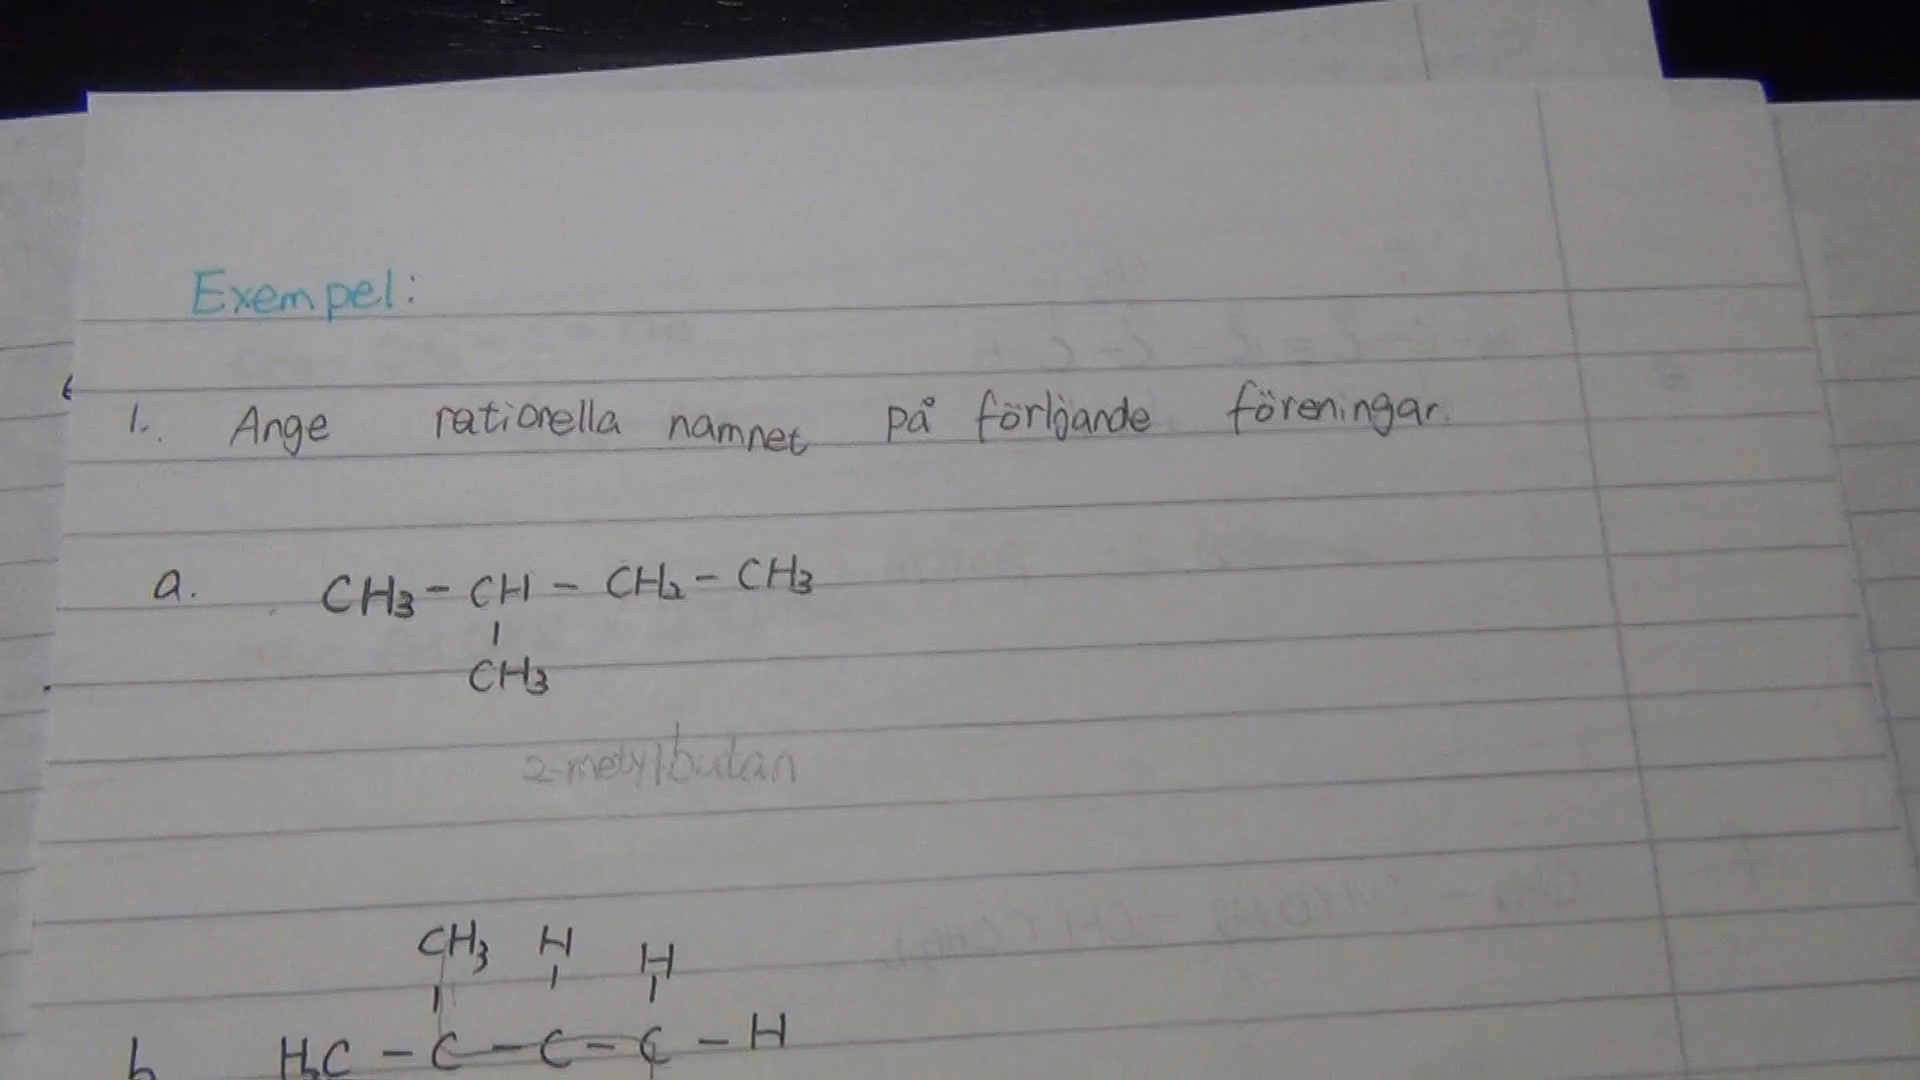 Exempel:
1. Ange rationella namnet på förljande föreningar.
a. CH3 - CH - CH2 - CH3
CH3
2-metylbutan
CH3 H H
b H3C - C - C - C - H